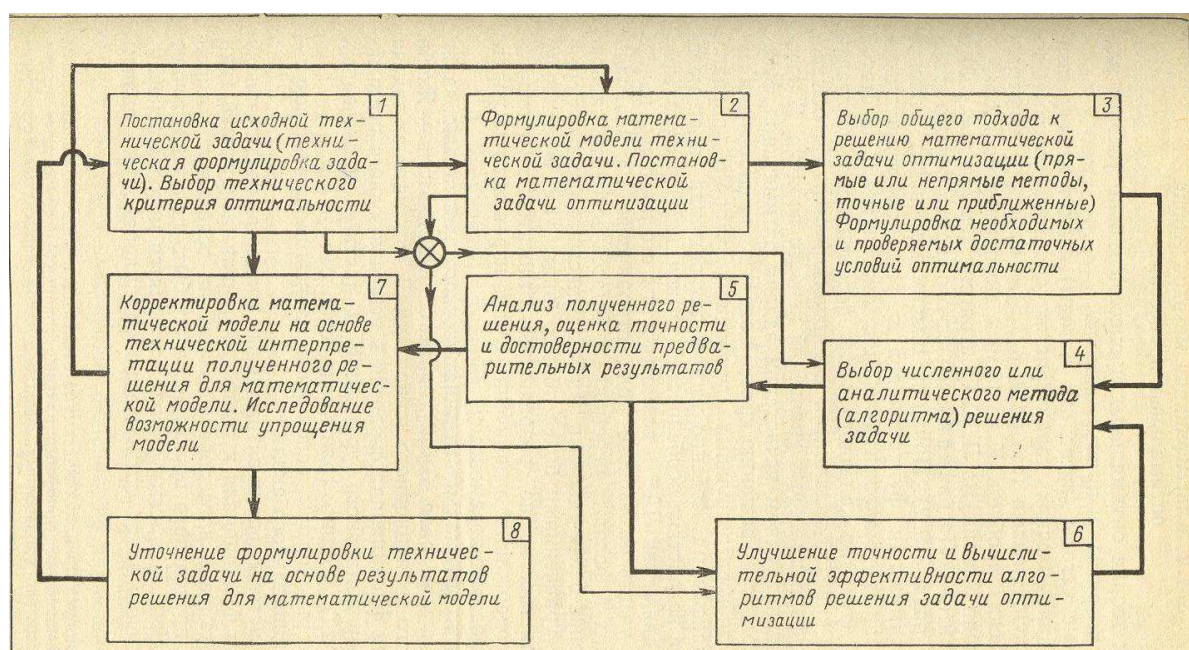 1
Постановка исходной тех-
нической задачи (техни-
ческая формулировка зада-
чи). Выбор технического
критерия оптимальности
2
Формулировка матема-
тической модели техни-
ческой задачи. Постанов-
ка математической
задачи оптимизации
3
Выбор общего подхода к
решению математической
задачи оптимизации (пря-
мые или непрямые методы,
точные или приближенные)
Формулировка необходимых
и проверяемых достаточных
условий оптимальности
7
Корректировка матема-
тической модели на основе
технической интерпре-
тации полученного ре-
шения для математичес-
кой модели. Исследование
возможности упрощения
модели
5
Анализ полученного ре-
шения, оценка точности
и достоверности предва-
рительных результатов
4
Выбор численного или
аналитического метода
(алгоритма) решения
задачи
8
Уточнение формулировки техничес-
кой задачи на основе результатов
решения для математической модели
6
Улучшение точности и вычисли-
тельной эффективности алго-
ритмов решения задачи опти-
мизации